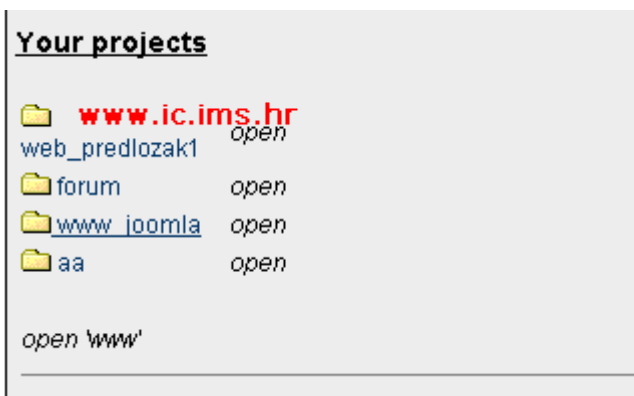 Your projects
www.ic.ims.hr
open
web_predlozak1
forum open
www_joomla open
aa open
open 'www'